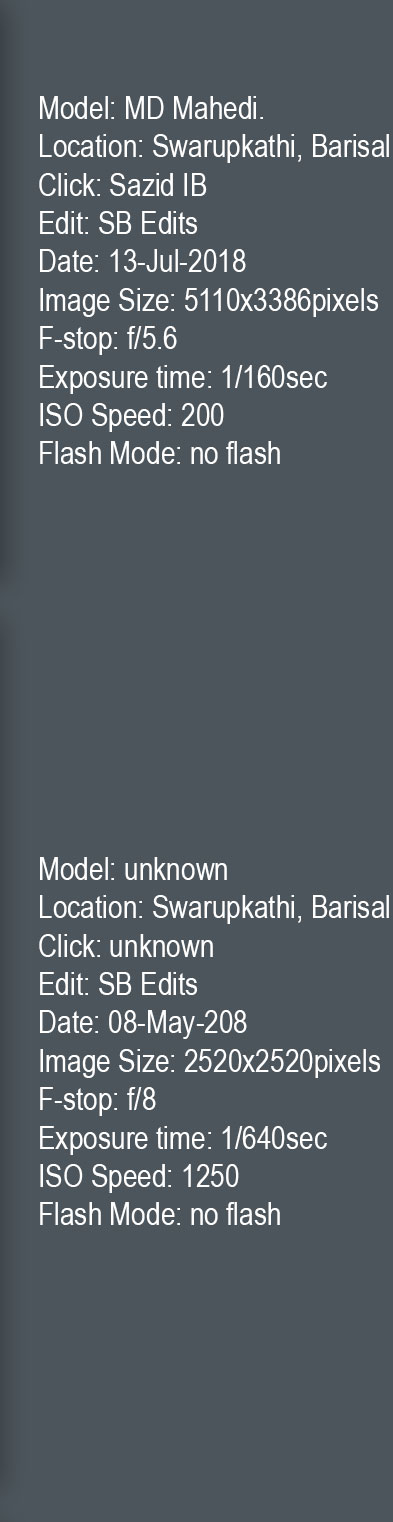 Model: MD Mahedi.
Location: Swarupkathi, Barisal
Click: Sazid IB
Edit: SB Edits
Date: 13-Jul-2018
Image Size: 5110x3386pixels
F-stop: f/5.6
Exposure time: 1/160sec
ISO Speed: 200
Flash Mode: no flash
Model: unknown
Location: Swarupkathi, Barisal
Click: unknown
Edit: SB Edits
Date: 08-May-208
Image Size: 2520x2520pixels
F-stop: f/8
Exposure time: 1/640sec
ISO Speed: 1250
Flash Mode: no flash